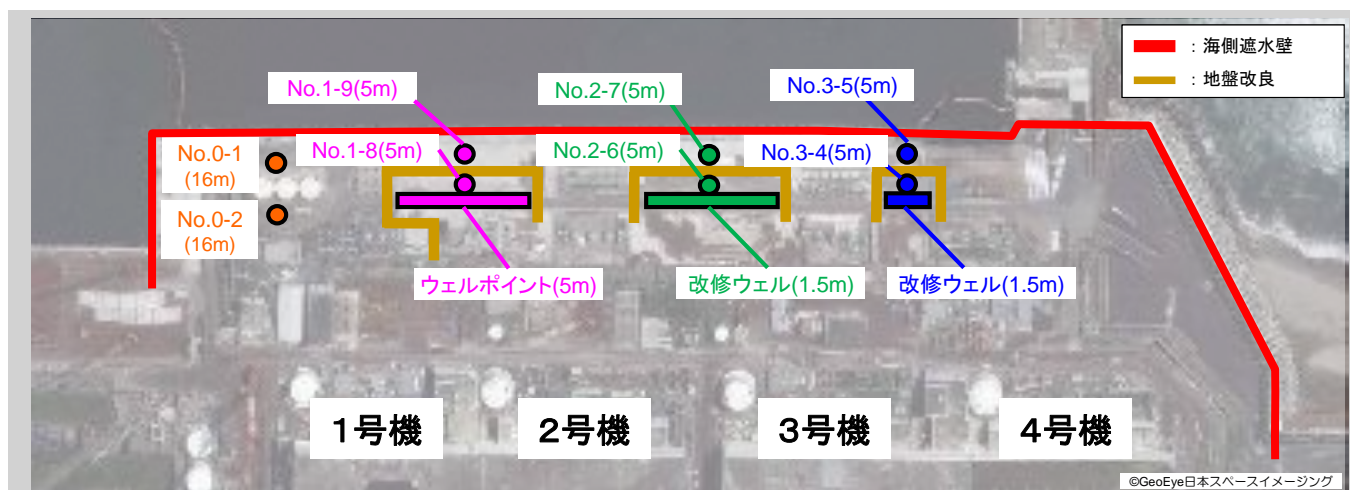 ：海側遮水壁
：地盤改良
No.1-9(5m)
No.2-7(5m)
No.3-5(5m)
No.0-1
(16m)
No.1-8(5m)
No.2-6(5m)
No.3-4(5m)
No.0-2
(16m)
ウェルポイント(5m)
改修ウェル(1.5m)
改修ウェル(1.5m)
1号機
2号機
3号機
4号機
©GeoEye日本スペースイメージング